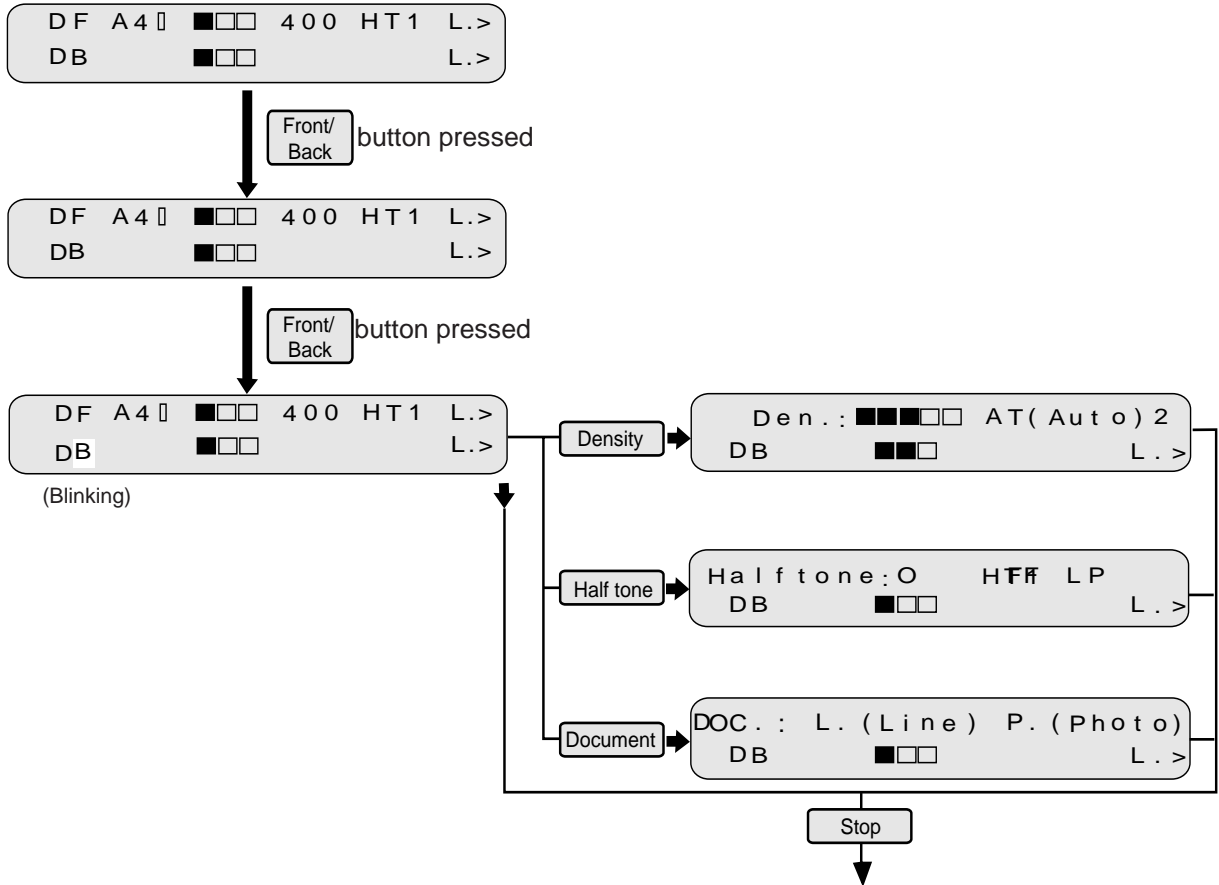 DF A4▯ ■□□ 400 HT1 L.>
DB ■□□ L.>
Front/
Back
button pressed
DF A4▯ ■□□ 400 HT1 L.>
DB ■□□ L.>
Front/
Back
button pressed
DF A4▯ ■□□ 400 HT1 L.>
DB ■□□ L.>
(Blinking)
Density
Den.:■■■□□ AT(Auto)2
DB ■■□ L.>
Half tone
Halftone:O LP
DB ■□□ L.>
Document
DOC.: L.(Line) P.(Photo)
DB ■□□ L.>
Stop